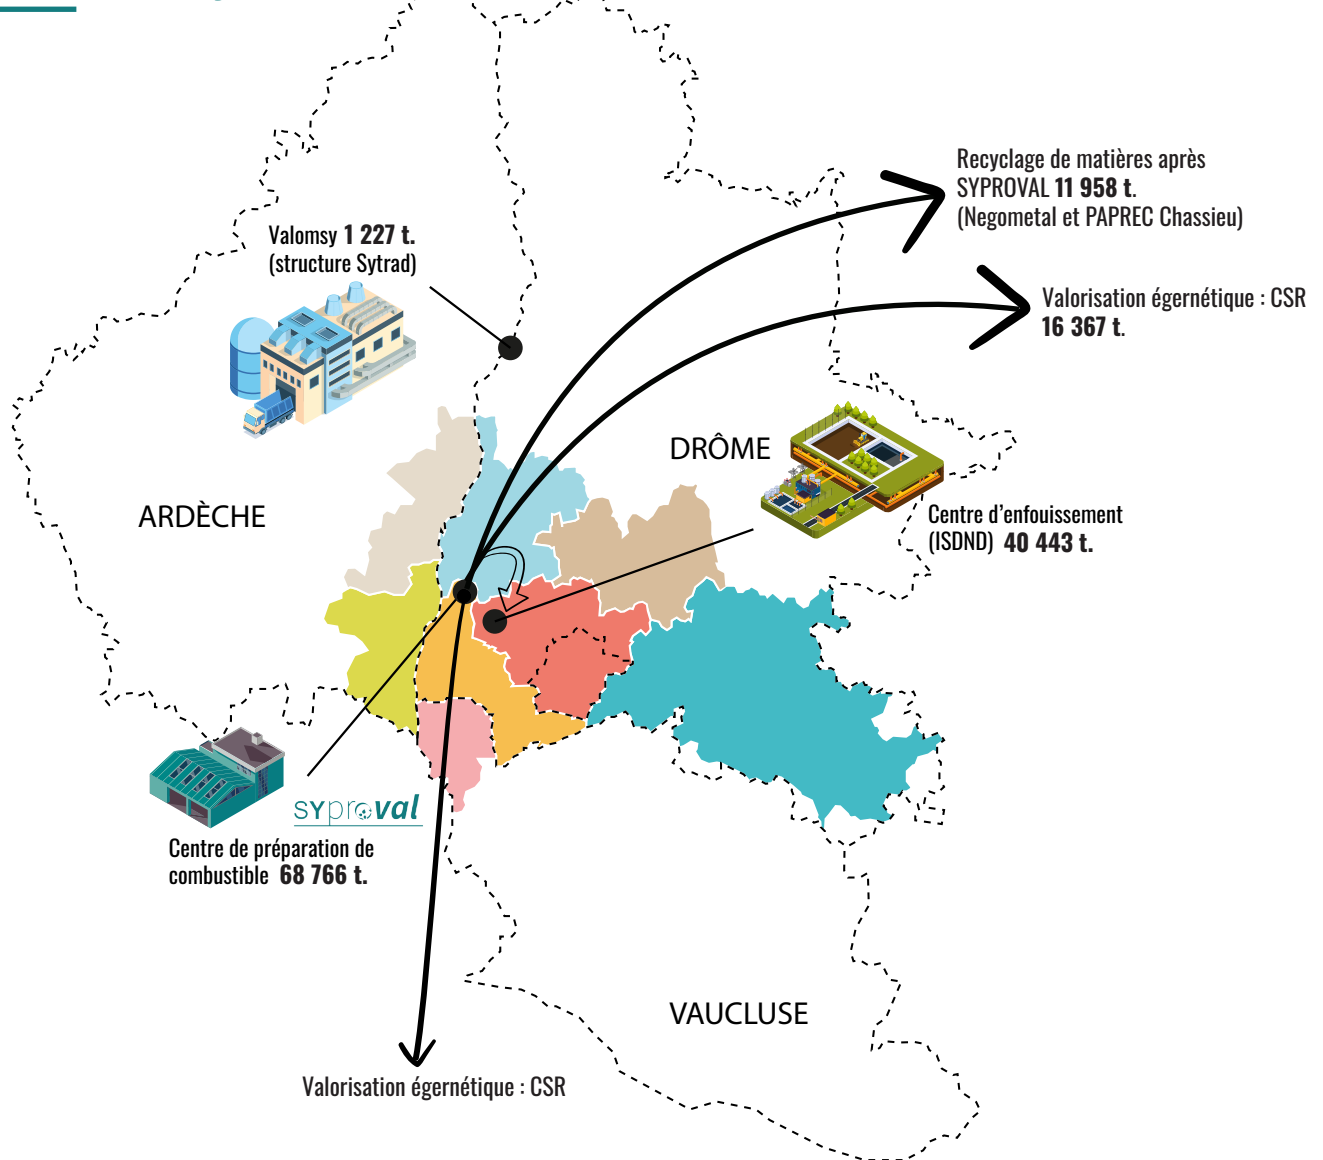 Recyclage de matières après
SYPROVAL 11 958 t.
(Negometal et PAPREC Chassieu)
Valomsy 1 227 t.
(structure Sytrad)
Valorisation égernétique : CSR
16 367 t.
DRÔME
ARDÈCHE
Centre d'enfouissement
(ISDND) 40 443 t.
syproval
Centre de préparation de
combustible 68 766 t.
VAUCLUSE
Valorisation égernétique : CSR